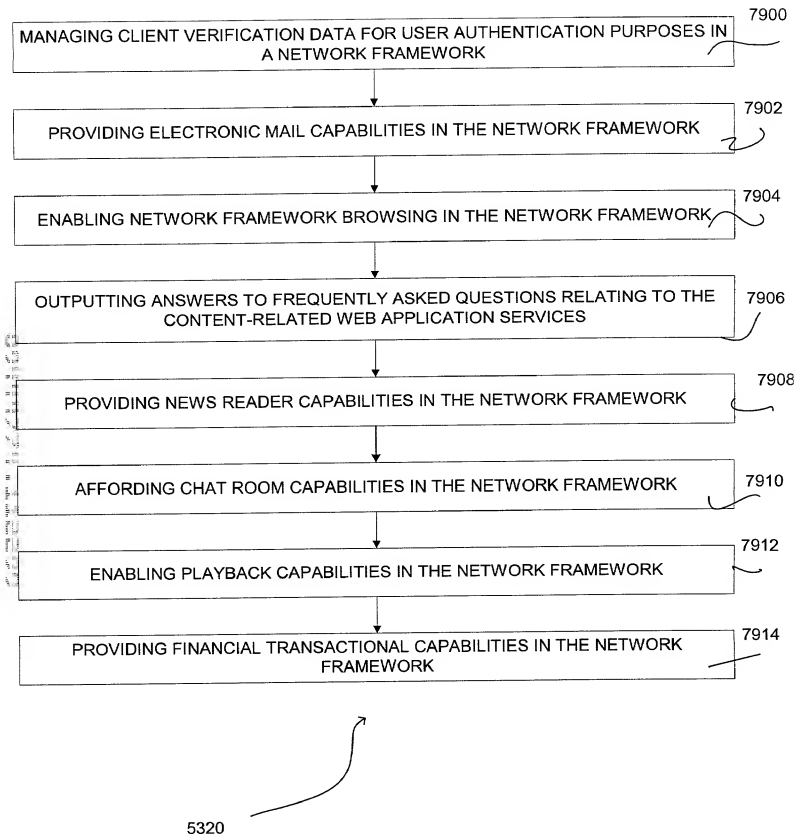 7900
MANAGING CLIENT VERIFICATION DATA FOR USER AUTHENTICATION PURPOSES IN
A NETWORK FRAMEWORK
7902
PROVIDING ELECTRONIC MAIL CAPABILITIES IN THE NETWORK FRAMEWORK
7904
ENABLING NETWORK FRAMEWORK BROWSING IN THE NETWORK FRAMEWORK
7906
OUTPUTTING ANSWERS TO FREQUENTLY ASKED QUESTIONS RELATING TO THE
CONTENT-RELATED WEB APPLICATION SERVICES
7908
PROVIDING NEWS READER CAPABILITIES IN THE NETWORK FRAMEWORK
7910
AFFORDING CHAT ROOM CAPABILITIES IN THE NETWORK FRAMEWORK
7912
ENABLING PLAYBACK CAPABILITIES IN THE NETWORK FRAMEWORK
7914
PROVIDING FINANCIAL TRANSACTIONAL CAPABILITIES IN THE NETWORK
FRAMEWORK
5320